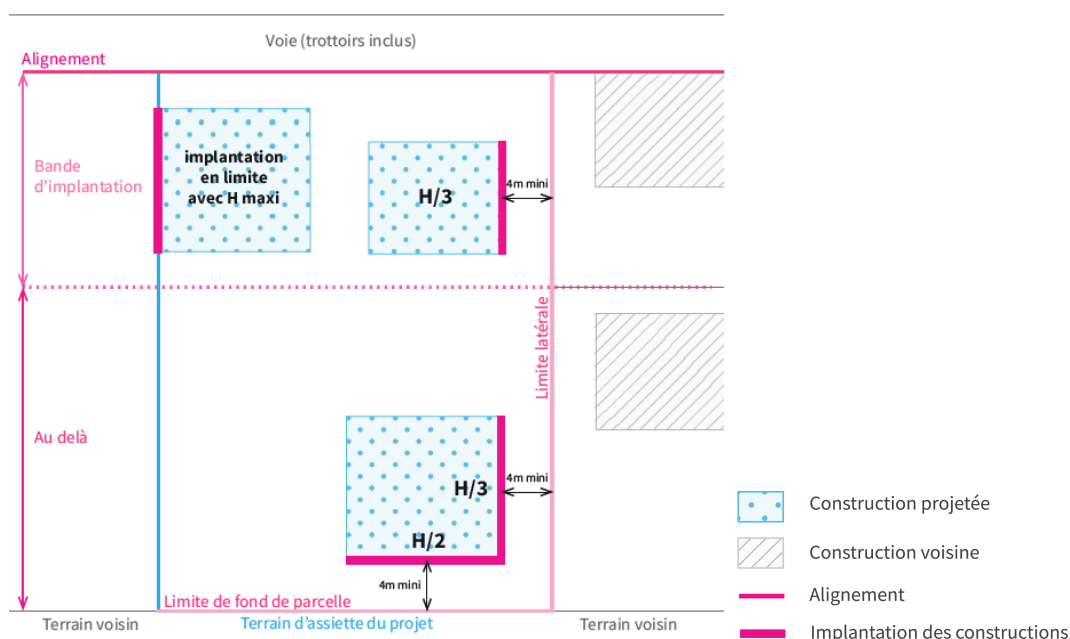 Voie (trottoirs inclus)
Alignement
Bande
d’implantation
implantation
en limite
avec H maxi
H/3
4m mini
Limite latérale
Au delà
H/3
4m mini
H/2
4m mini
Limite de fond de parcelle
Terrain voisin
Terrain d’assiette du projet
Terrain voisin
Construction projetée
Construction voisine
Alignement
Implantation des constructions